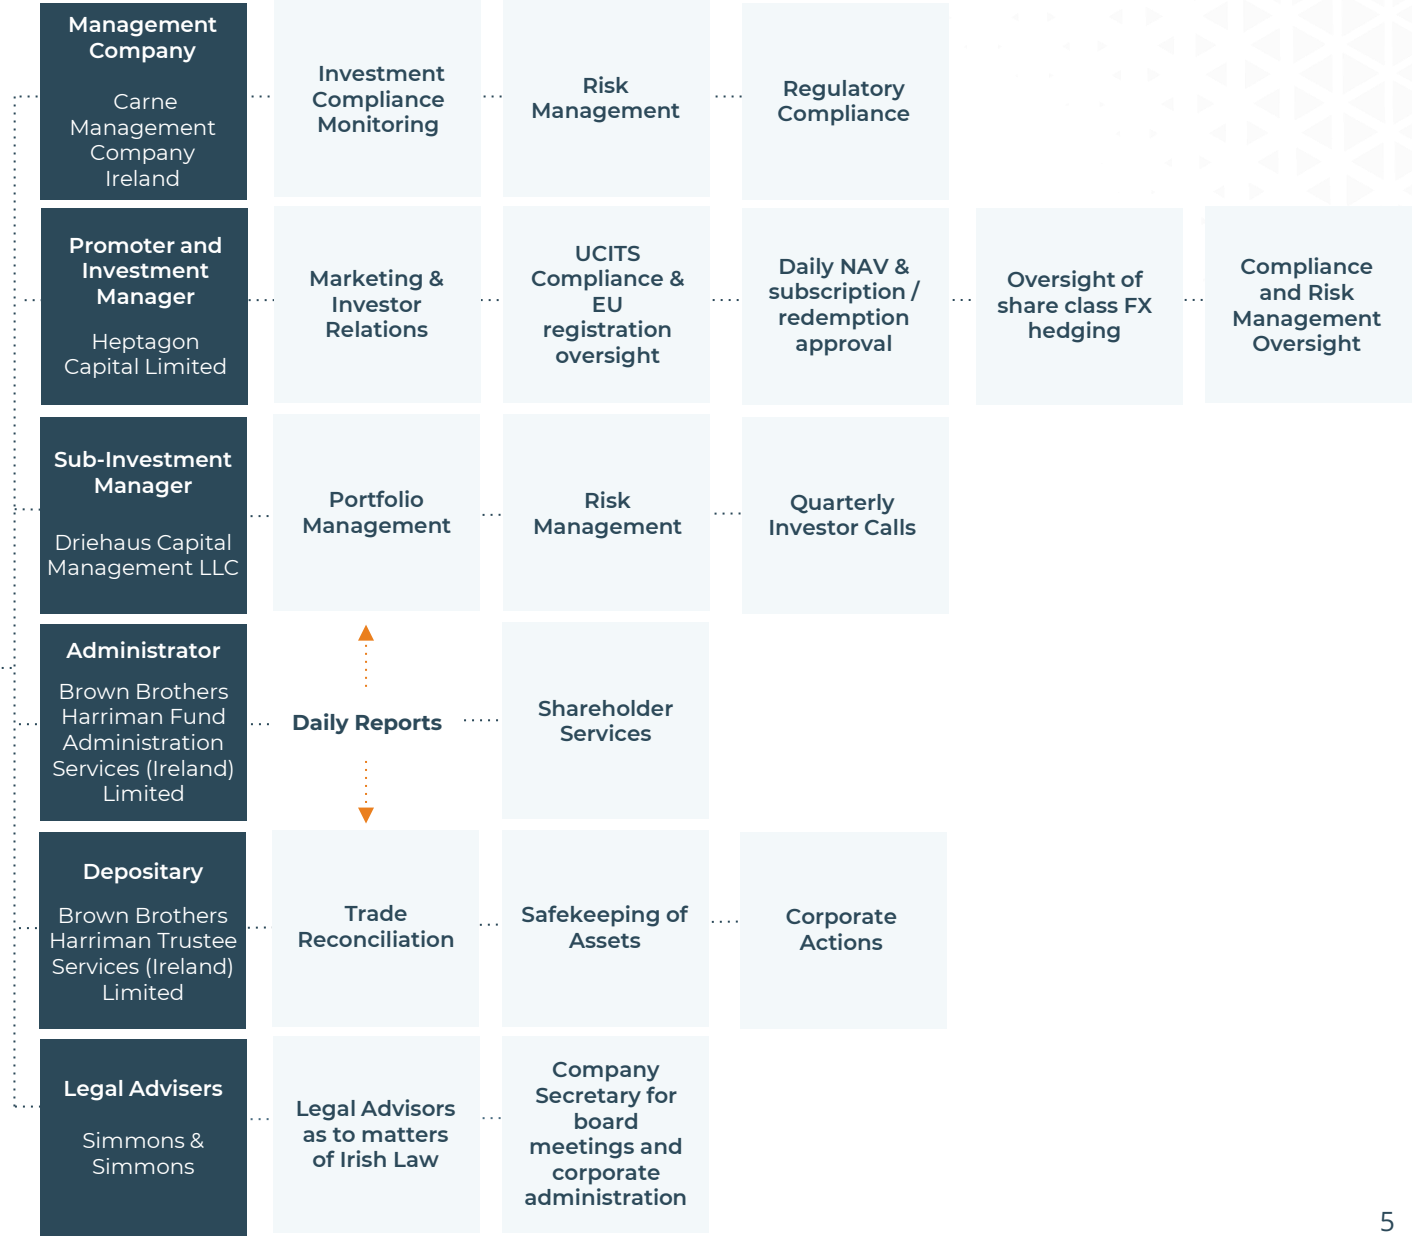 Management
Company
Carne
Management
Company
Ireland
Investment
Compliance
Monitoring
Risk
Management
Regulatory
Compliance
Promoter and
Investment
Manager
Heptagon
Capital Limited
Marketing &
Investor
Relations
UCITS
Compliance &
EU
registration
oversight
Daily NAV &
subscription /
redemption
approval
Oversight of
share class FX
hedging
Compliance
and Risk
Management
Oversight
Sub-Investment
Manager
Driehaus Capital
Management LLC
Portfolio
Management
Risk
Management
Quarterly
Investor Calls
Administrator
Brown Brothers
Harriman Fund
Administration
Services (Ireland)
Limited
Daily Reports
Shareholder
Services
Depositary
Brown Brothers
Harriman Trustee
Services (Ireland)
Limited
Trade
Reconciliation
Safekeeping of
Assets
Corporate
Actions
Legal Advisers
Simmons &
Simmons
Legal Advisors
as to matters
of Irish Law
Company
Secretary for
board
meetings and
corporate
administration
5